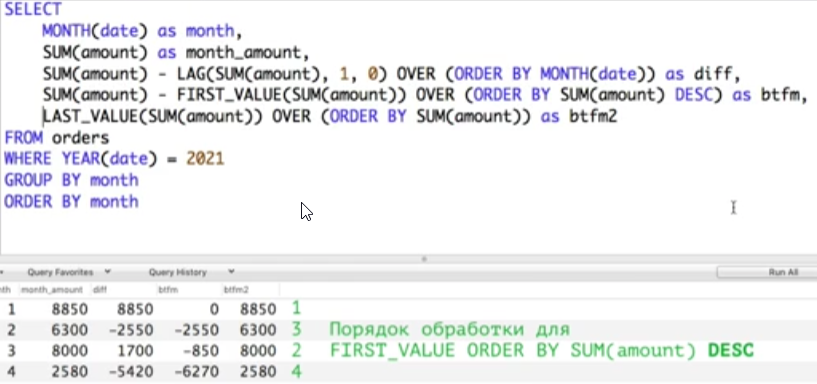 SELECT
MONTH(date) as month,
SUM(amount) as month_amount,
SUM(amount) - LAG(SUM(amount), 1, 0) OVER (ORDER BY MONTH(date)) as diff,
SUM(amount) - FIRST_VALUE(SUM(amount)) OVER (ORDER BY SUM(amount) DESC) as btfm,
LAST_VALUE(SUM(amount)) OVER (ORDER BY SUM(amount)) as btfm2
FROM orders
WHERE YEAR(date) = 2021
GROUP BY month
ORDER BY month
Query Favorites Query History Run All
nth month_amount diff btfm btfm2
1 8850 8850 0 8850 1
2 6300 -2550 -2550 6300 3 Порядок обработки для
3 8000 1700 -850 8000 2 FIRST_VALUE ORDER BY SUM(amount) DESC
4 2580 -5420 -6270 2580 4